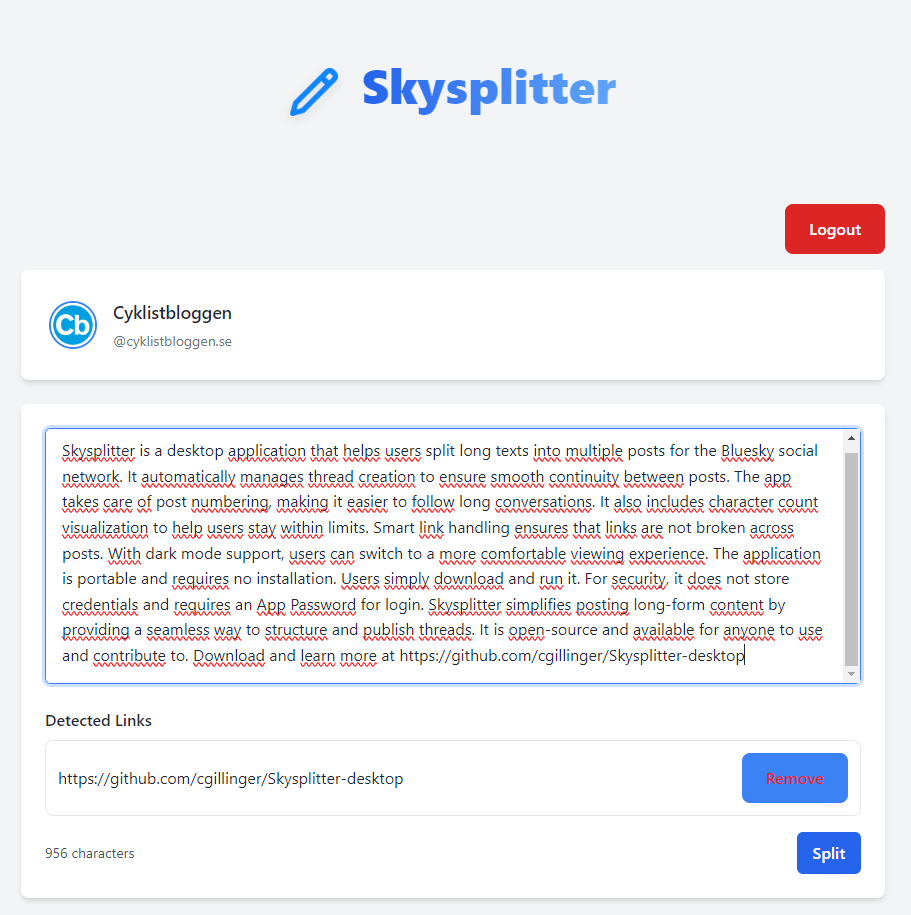 Skysplitter
Logout
Cb
Cyklistbloggen
@cyklistbloggen.se
Skysplitter is a desktop application that helps users split long texts into multiple posts for the Bluesky social
network. It automatically manages thread creation to ensure smooth continuity between posts. The app
takes care of post numbering, making it easier to follow long conversations. It also includes character count
visualization to help users stay within limits. Smart link handling ensures that links are not broken across
posts. With dark mode support, users can switch to a more comfortable viewing experience. The application
is portable and requires no installation. Users simply download and run it. For security, it does not store
credentials and requires an App Password for login. Skysplitter simplifies posting long-form content by
providing a seamless way to structure and publish threads. It is open-source and available for anyone to use
and contribute to. Download and learn more at https://github.com/cgillinger/Skysplitter-desktop
Detected Links
https://github.com/cgillinger/Skysplitter-desktop
Remove
956 characters
Split